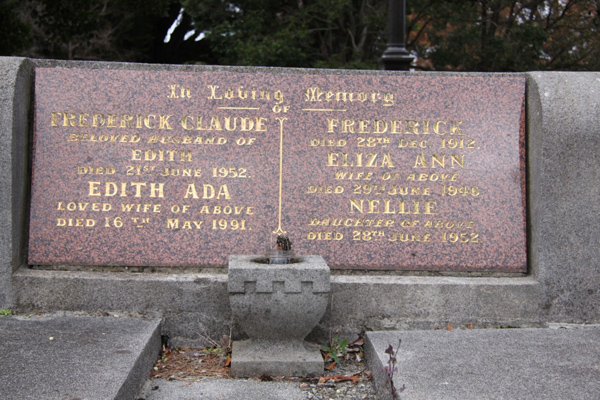 In Loving Memory
OF
FREDERICK CLAUDE
BELOVED HUSBAND OF
EDITH
DIED 21ST JUNE 1952.
EDITH ADA
LOVED WIFE OF ABOVE
DIED 16TH MAY 1991.
FREDERICK
DIED 28TH DEC 1912.
ELIZA ANN
WIFE OF ABOVE
DIED 29TH JUNE 1946
NELLIE
DAUGHTER OF ABOVE
DIED 28TH JUNE 1952.